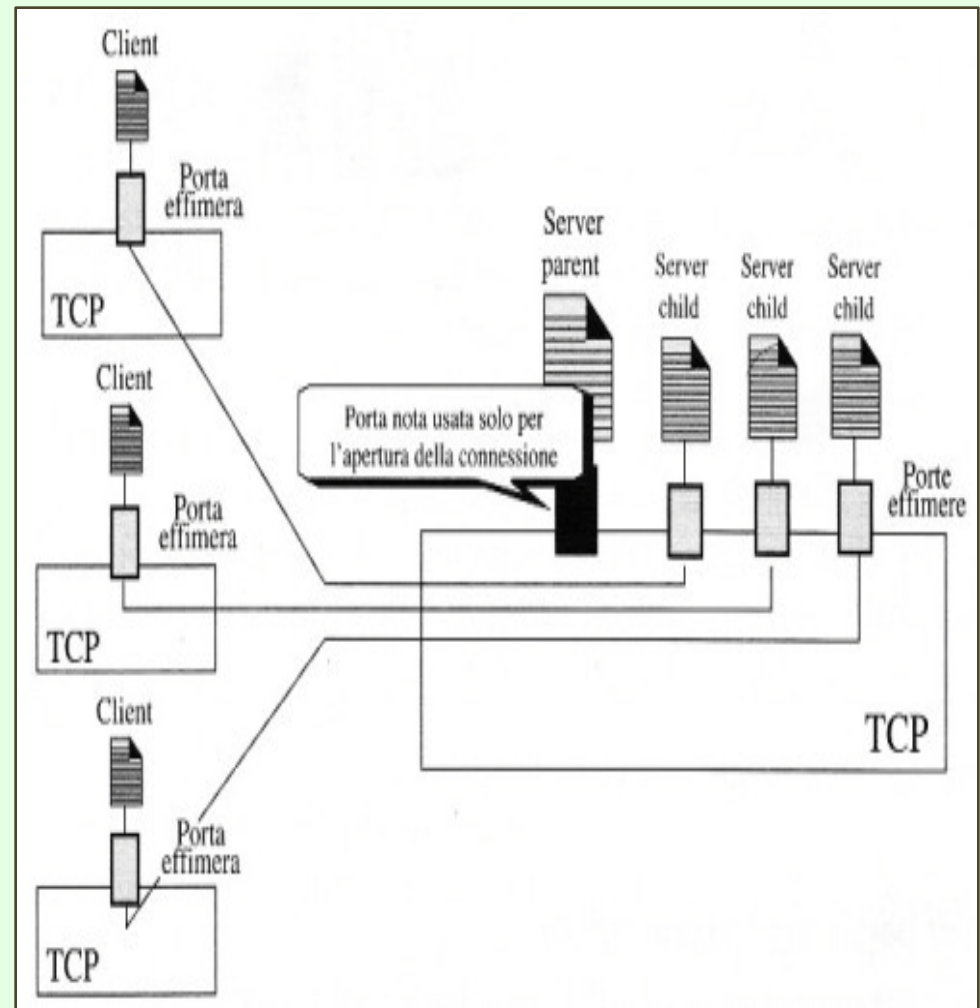 Client
Porta
effimera
TCP
Client
Porta
effimera
TCP
Client
Porta
effimera
TCP
Server
parent
Server
child
Server
child
Server
child
Porta nota usata solo per
l'apertura della connessione
Porte
effimere
TCP